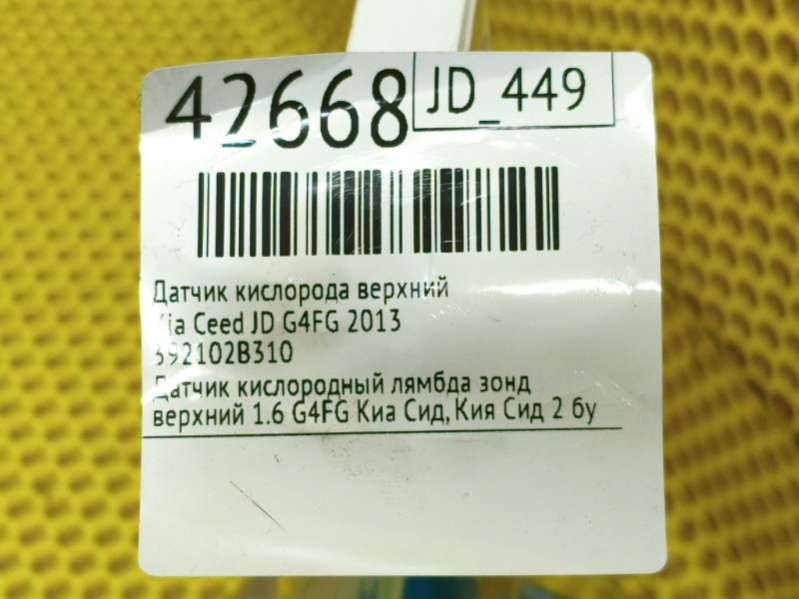 42668
JD_449
Датчик кислорода верхний
Kia Ceed JD G4FG 2013
392102B310
Датчик кислородный лямбда зонд
верхний 1.6 G4FG Киа Сид, Кия Сид 2 бу